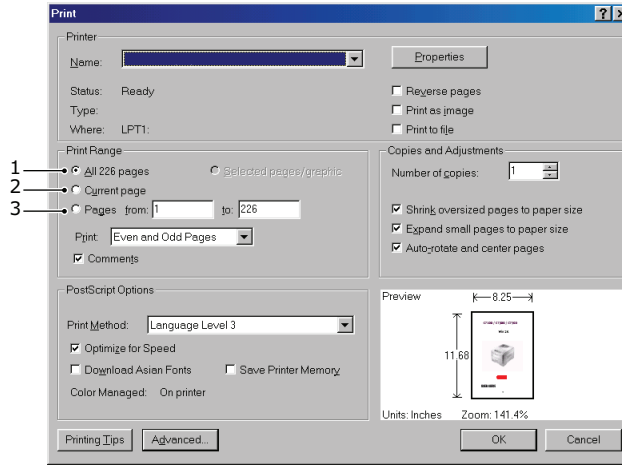 Print
Printer
Name:
Properties
Status: Ready
Reverse pages
Type:
Print as image
Where: LPT1:
Print to file
Print Range
Copies and Adjustments
1 All 226 pages Selected pages/graphic
Number of copies: 1
2 Current page
3 Pages from: 1 to: 226
Shrink oversized pages to paper size
Print: Even and Odd Pages
Expand small pages to paper size
Comments
Auto-rotate and center pages
PostScript Options
Preview 8.25
Print Method: Language Level 3
Optimize for Speed
11.68
Download Asian Fonts Save Printer Memory
Color Managed: On printer
Units: Inches Zoom: 141.4%
Printing Tips Advanced... OK Cancel